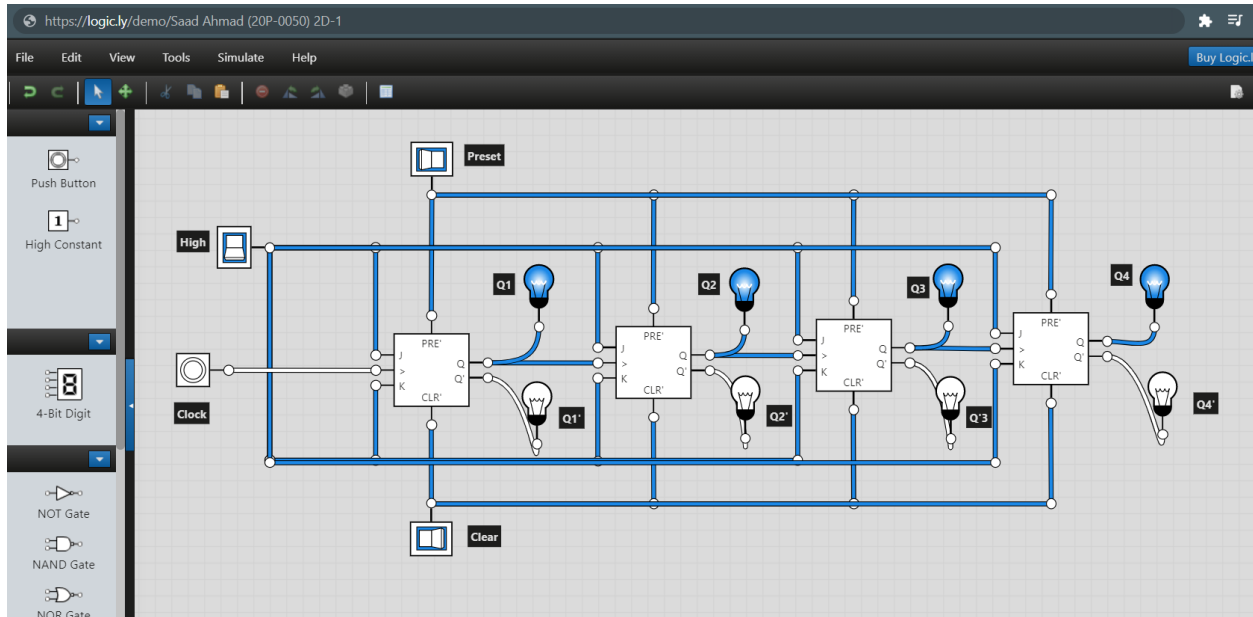 https://logic.ly/demo/Saad Ahmad (20P-0050) 2D-1
File Edit View Tools Simulate Help
Buy Logic.l
Push Button
1
High Constant
8
4-Bit Digit
NOT Gate
NAND Gate
NOR Gate
Preset
High
Clock
Clear
Q1
Q2
Q3
Q4
PRE'
J
>
K
Q
Q'
CLR'
PRE'
J
>
K
Q
Q'
CLR'
PRE'
J
>
K
Q
Q'
CLR'
PRE'
J
>
K
Q
Q'
CLR'
Q1'
Q2'
Q'3
Q4'